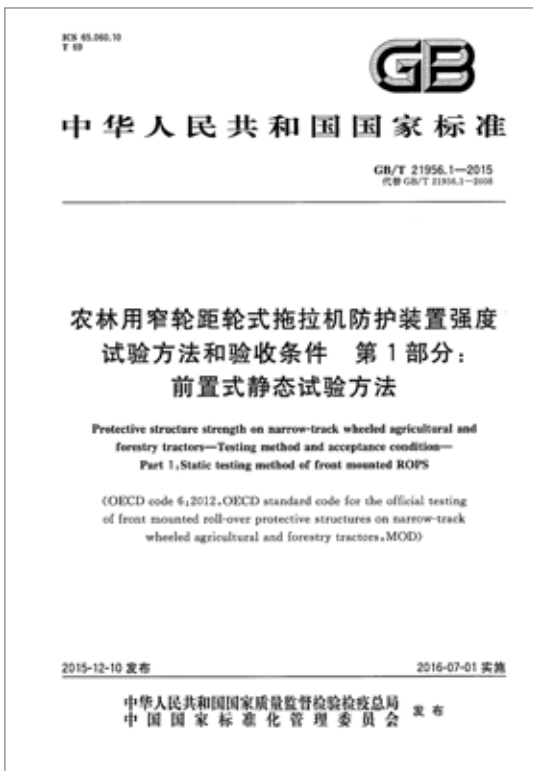 ICS 65.060.10
T 69
GB
中华人民共和国国家标准
GB/T 21956.1—2015
代替GB/T 21956.1—2008
农林用窄轮距轮式拖拉机防护装置强度
试验方法和验收条件　第1部分：
前置式静态试验方法
Protective structure strength on narrow-track wheeled agricultural and
forestry tractors—Testing method and acceptance condition—
Part 1:Static testing method of front mounted ROPS
(OECD code 6:2012,OECD standard code for the official testing
of front mounted roll-over protective structures on narrow-track
wheeled agricultural and forestry tractors,MOD)
2015-12-10 发布
2016-07-01 实施
中华人民共和国国家质量监督检验检疫总局
中国国家标准化管理委员会
发布